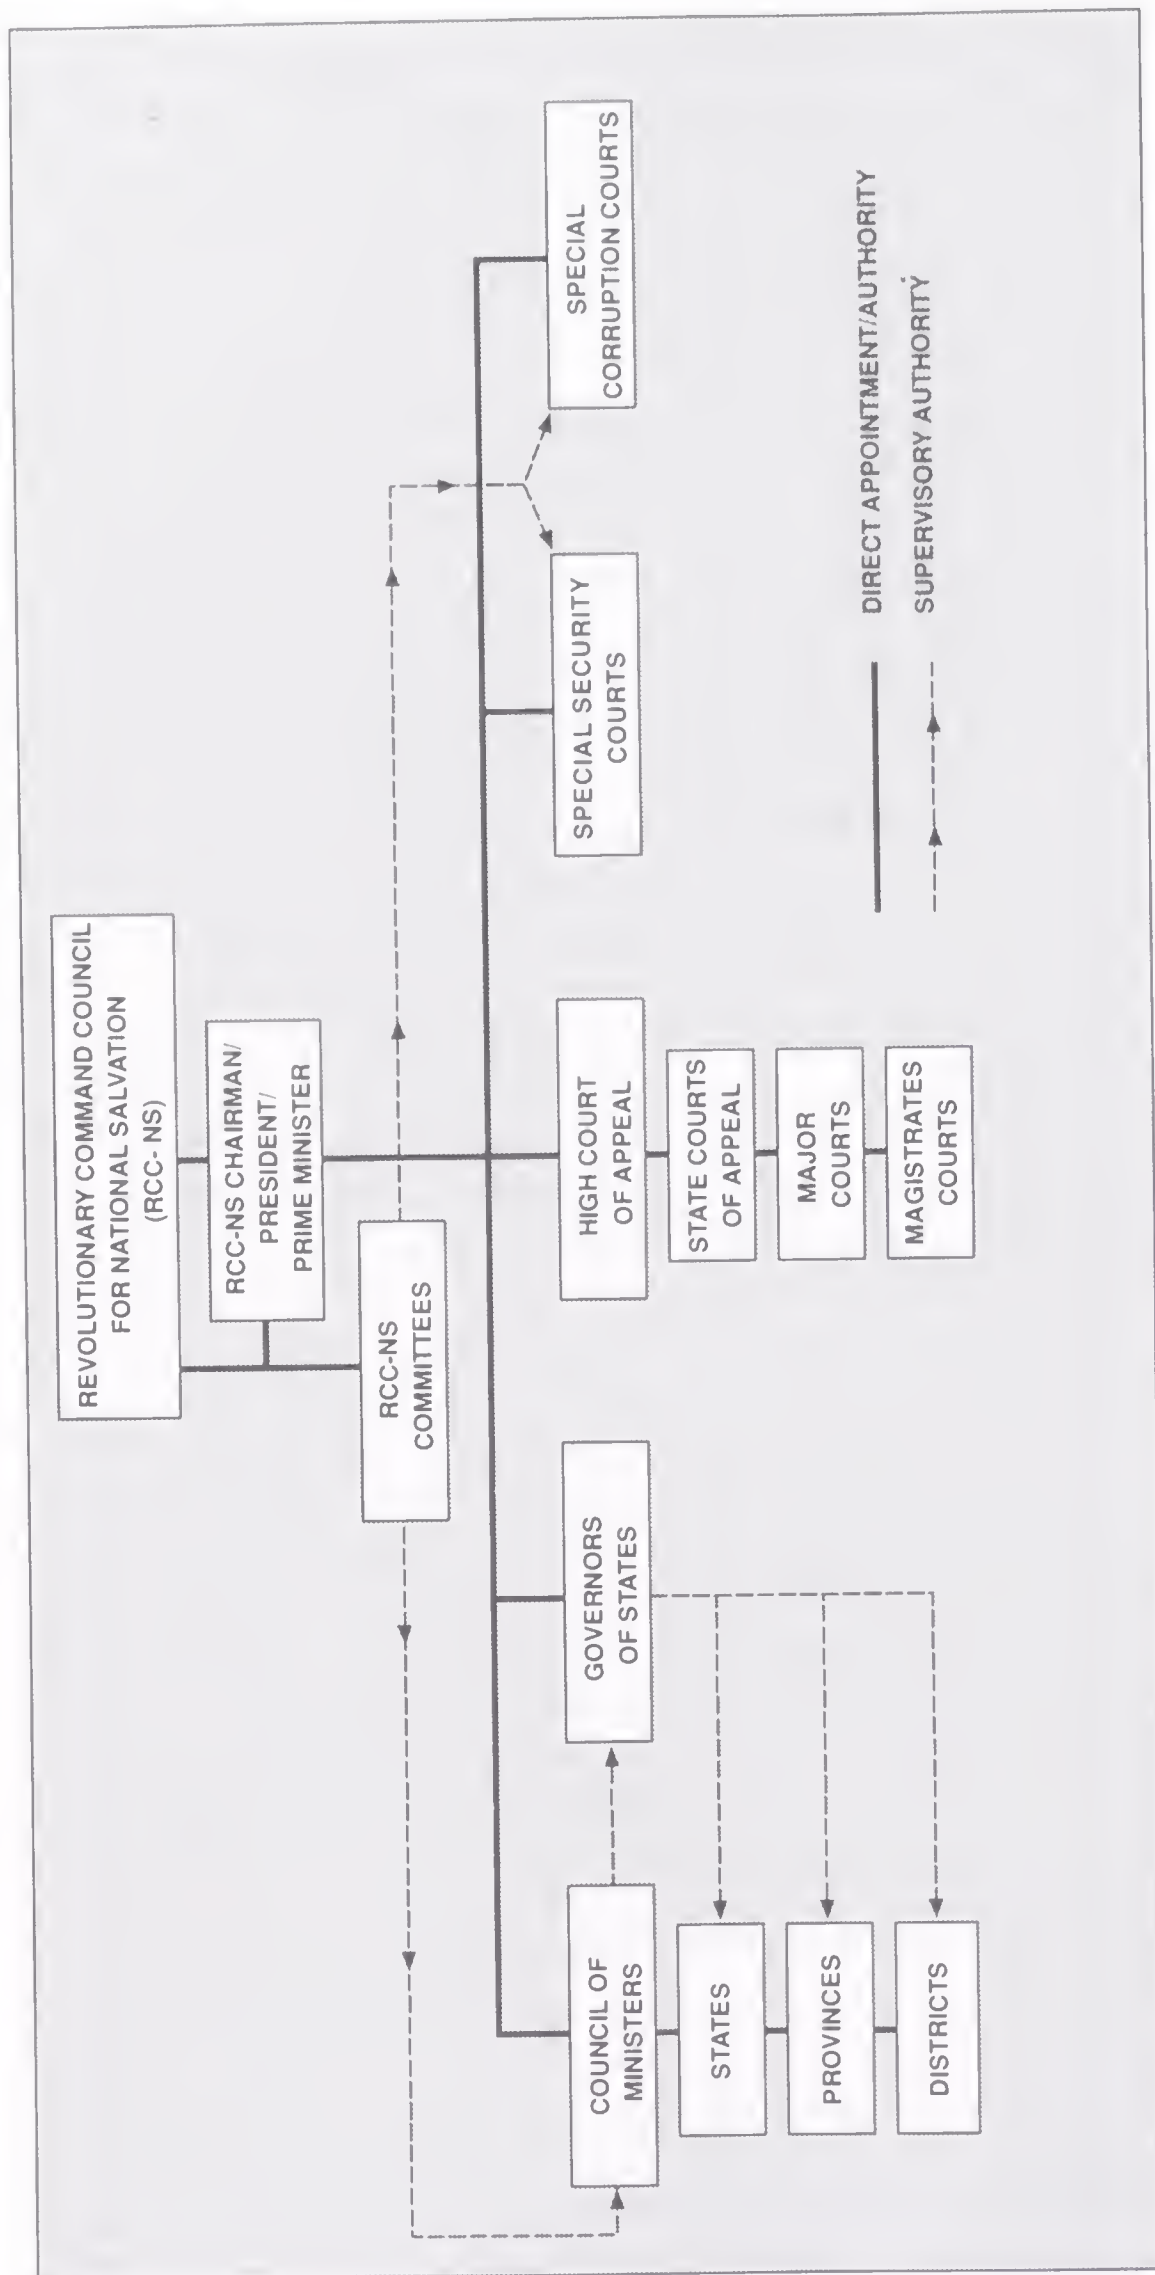 REVOLUTIONARY COMMAND COUNCIL
FOR NATIONAL SALVATION
(RCC- NS)
RCC-NS CHAIRMAN/
PRESIDENT/
PRIME MINISTER
RCC-NS
COMMITTEES
COUNCIL OF
MINISTERS
GOVERNORS
OF STATES
HIGH COURT
OF APPEAL
SPECIAL SECURITY
COURTS
SPECIAL
CORRUPTION COURTS
STATES
PROVINCES
DISTRICTS
STATE COURTS
OF APPEAL
MAJOR
COURTS
MAGISTRATES
COURTS
DIRECT APPOINTMENT/AUTHORITY
SUPERVISORY AUTHORITY